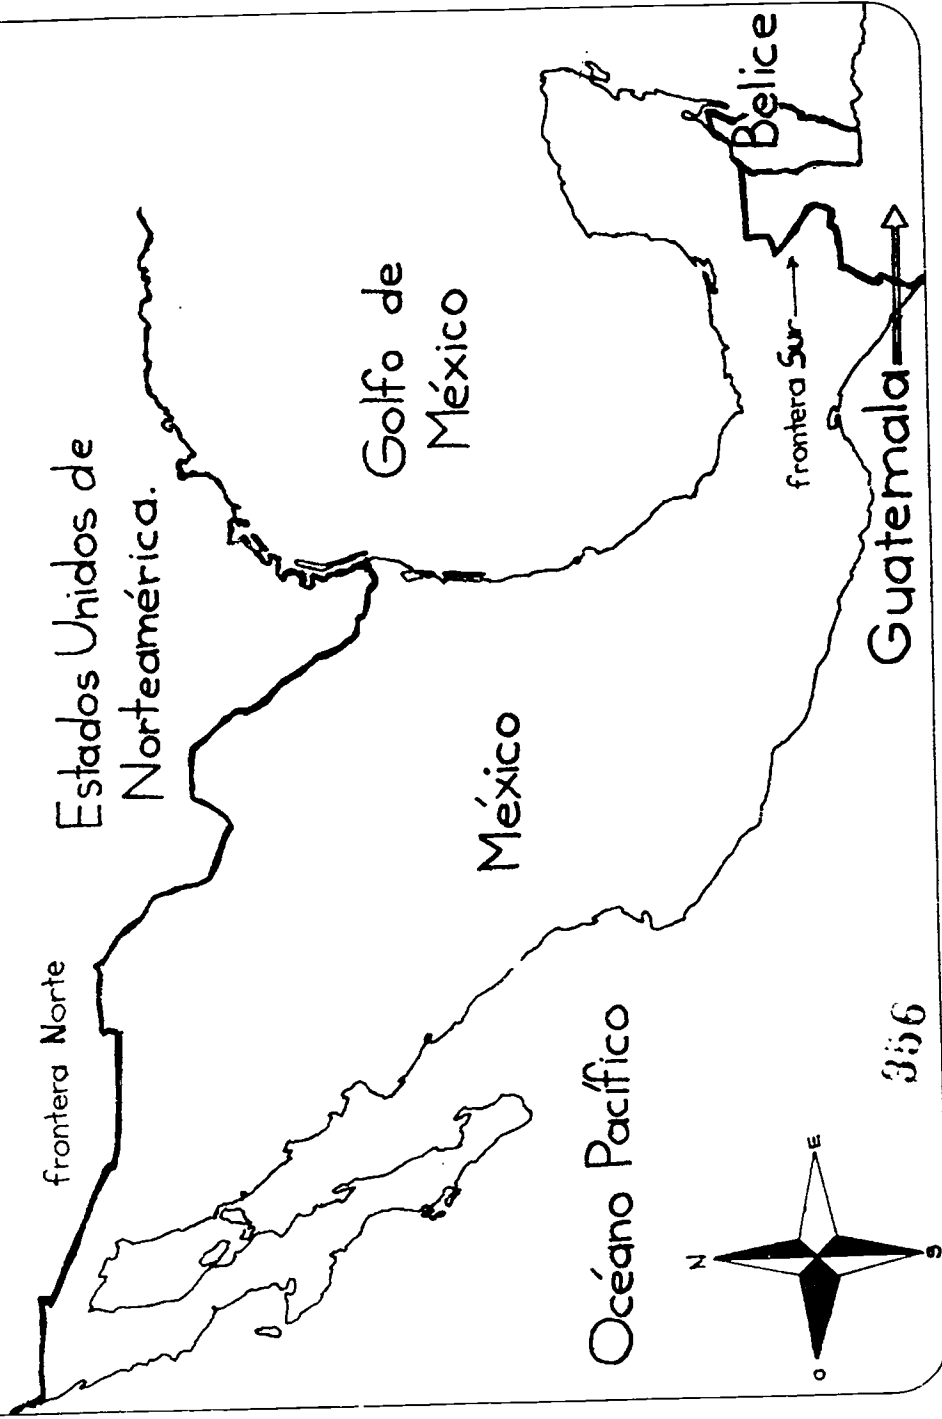 Estados Unidos de
Norteamérica.
frontera Norte
Golfo de
México
México
Belice
frontera Sur
Océano Pacífico
Guatemala
N
O
E
S
356